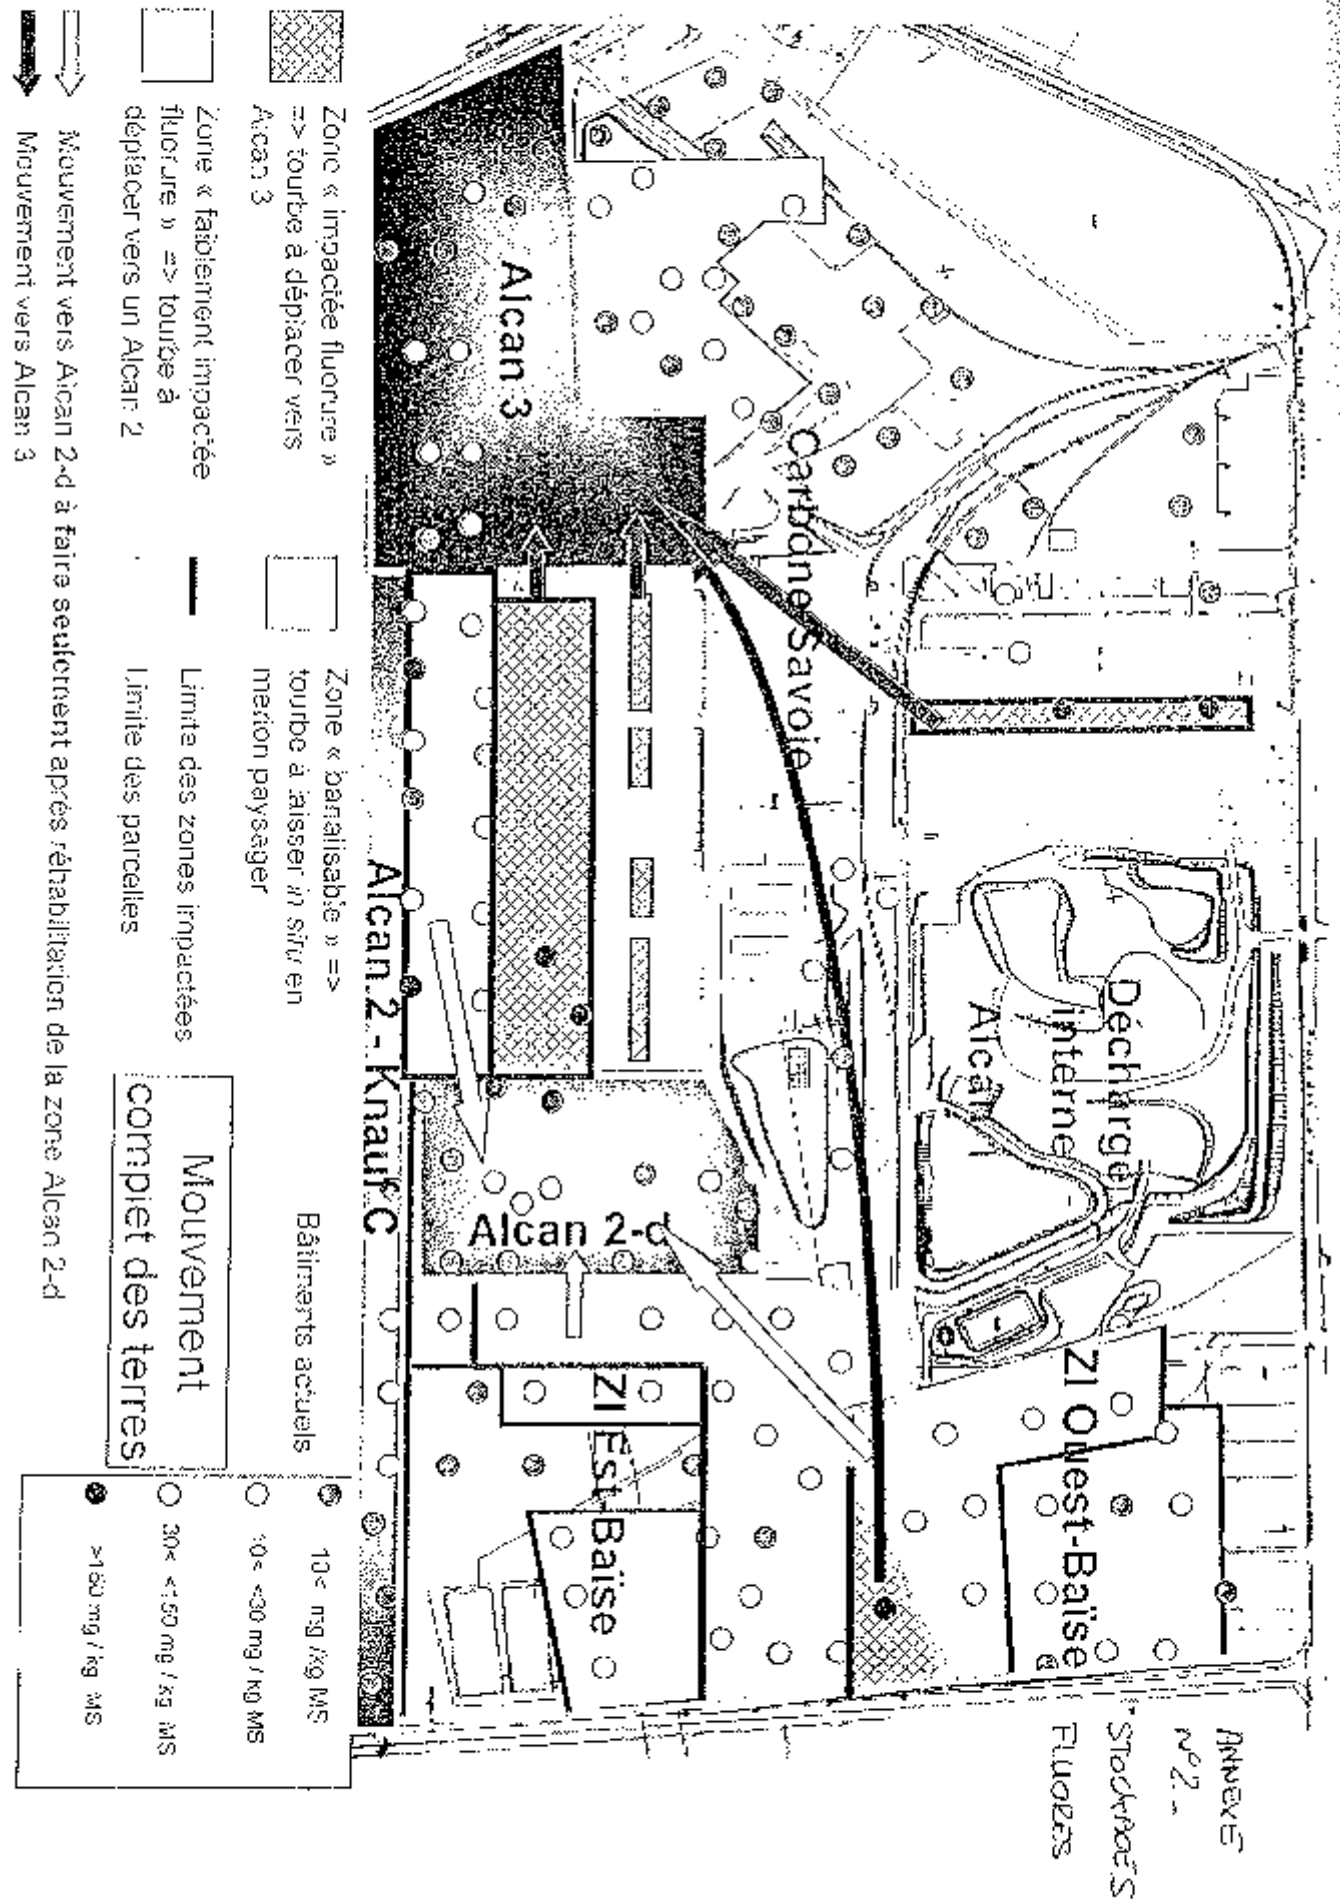 ANNEXE
N°2.
STOCKAGES
FLUORES
Décharge
interne
Alcan
ZI Ouest-Baïse
Carbone Savoie
Alcan 3
Alcan 2-d
ZI Est-Baïse
Alcan 2 - Knauf C
Zone « impactée fluorure »
=> tourbe à déplacer vers
Alcan 3
Zone « faiblement impactée
fluorure » => tourbe à
déplacer vers un Alcan 2
Mouvement vers Alcan 2-d à faire seulement après réhabilitation de la zone Alcan 2-d
Mouvement vers Alcan 3
Zone « banalisable » =>
tourbe à laisser in situ en
merlon paysager
Limite des zones impactées
Limite des parcelles
Bâtiments actuels
Mouvement
complet des terres
10< mg /kg MS
10< <30 mg / kg MS
30< <150 mg / kg MS
>150 mg / kg MS